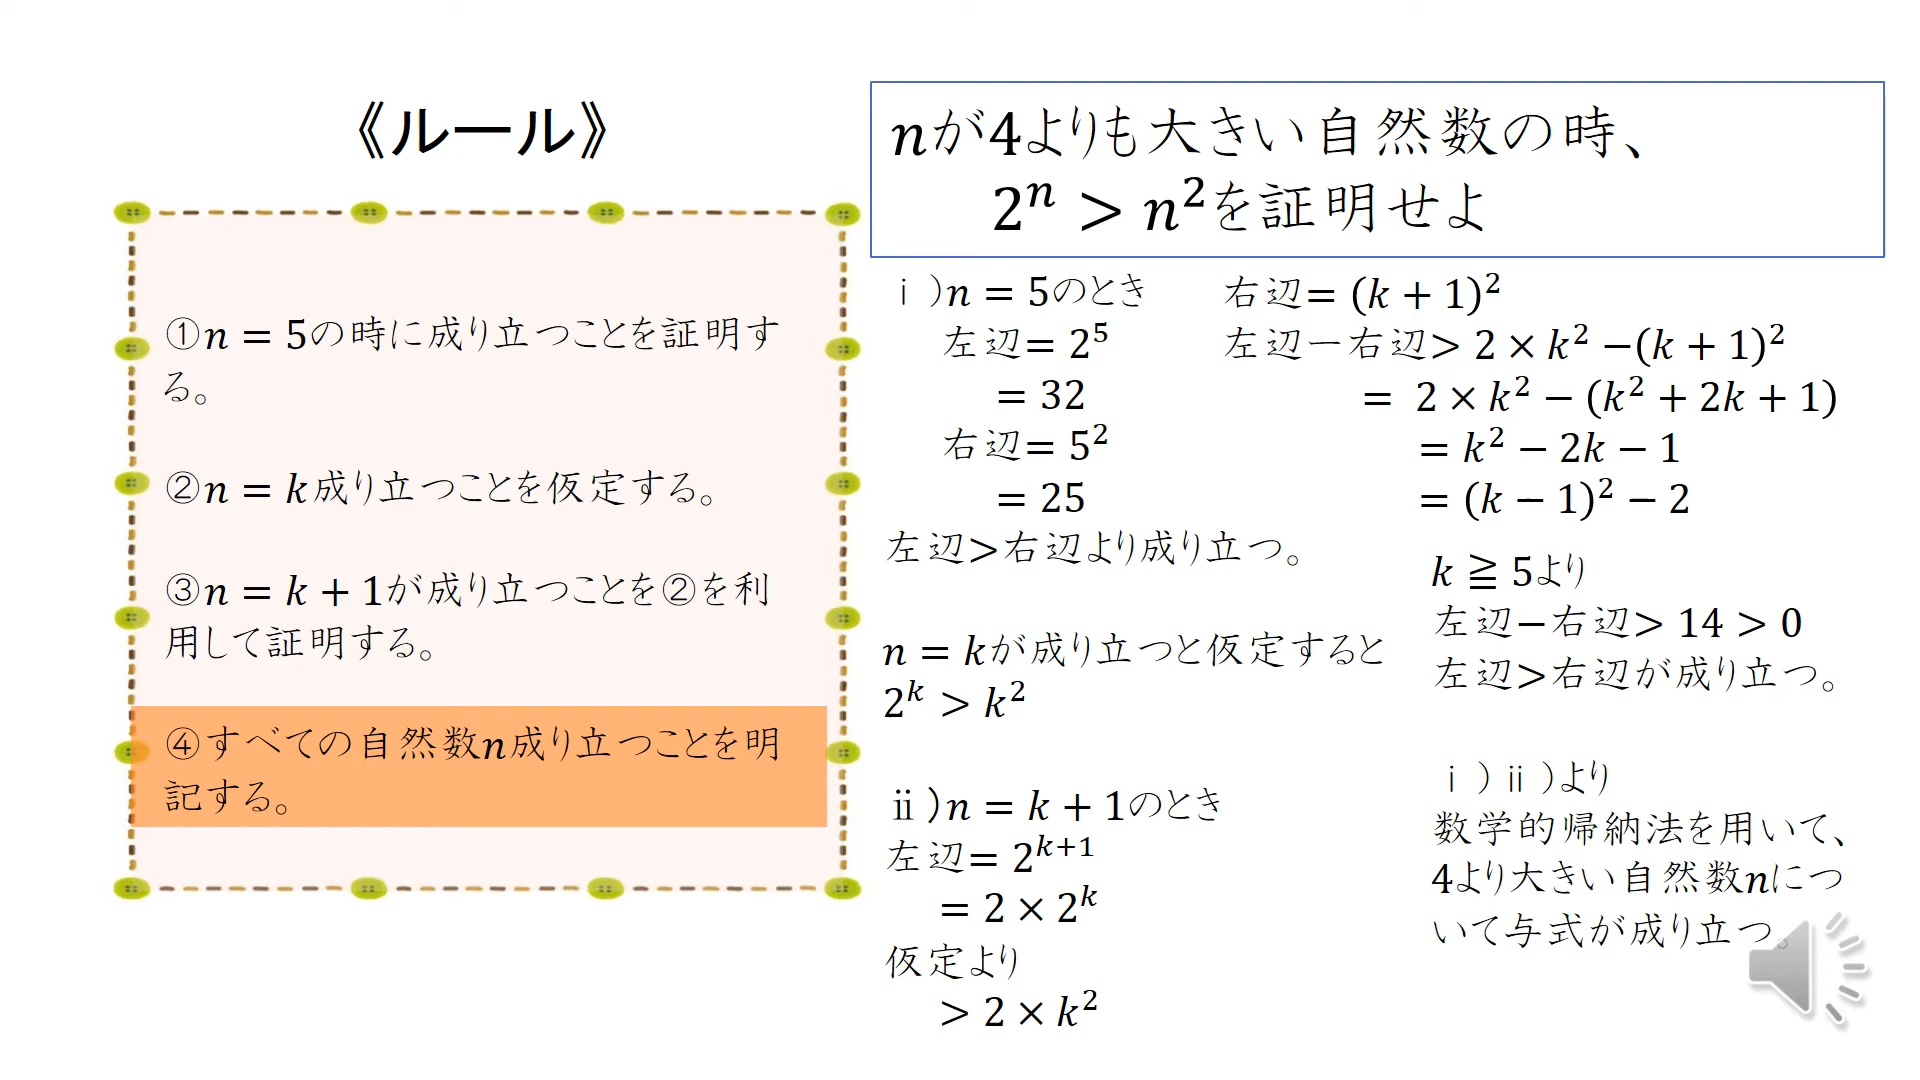 《ルール》
①n = 5の時に成り立つことを証明す
る。
②n = k成り立つことを仮定する。
③n = k + 1が成り立つことを②を利
用して証明する。
④すべての自然数n成り立つことを明
記する。
nが4よりも大きい自然数の時、
2ⁿ > n²を証明せよ
ⅰ)n = 5のとき
左辺= 2⁵
= 32
右辺= 5²
= 25
左辺>右辺より成り立つ。
n = kが成り立つと仮定すると
2ᵏ > k²
ⅱ)n = k + 1のとき
左辺= 2ᵏ⁺¹
= 2 × 2ᵏ
仮定より
> 2 × k²
右辺= (k + 1)²
左辺ー右辺> 2 × k² −(k + 1)²
= 2 × k² − (k² + 2k + 1)
= k² − 2k − 1
= (k − 1)² − 2
k ≧ 5より
左辺−右辺> 14 > 0
左辺>右辺が成り立つ。
ⅰ)ⅱ)より
数学的帰納法を用いて、
4より大きい自然数nにつ
いて与式が成り立つ。